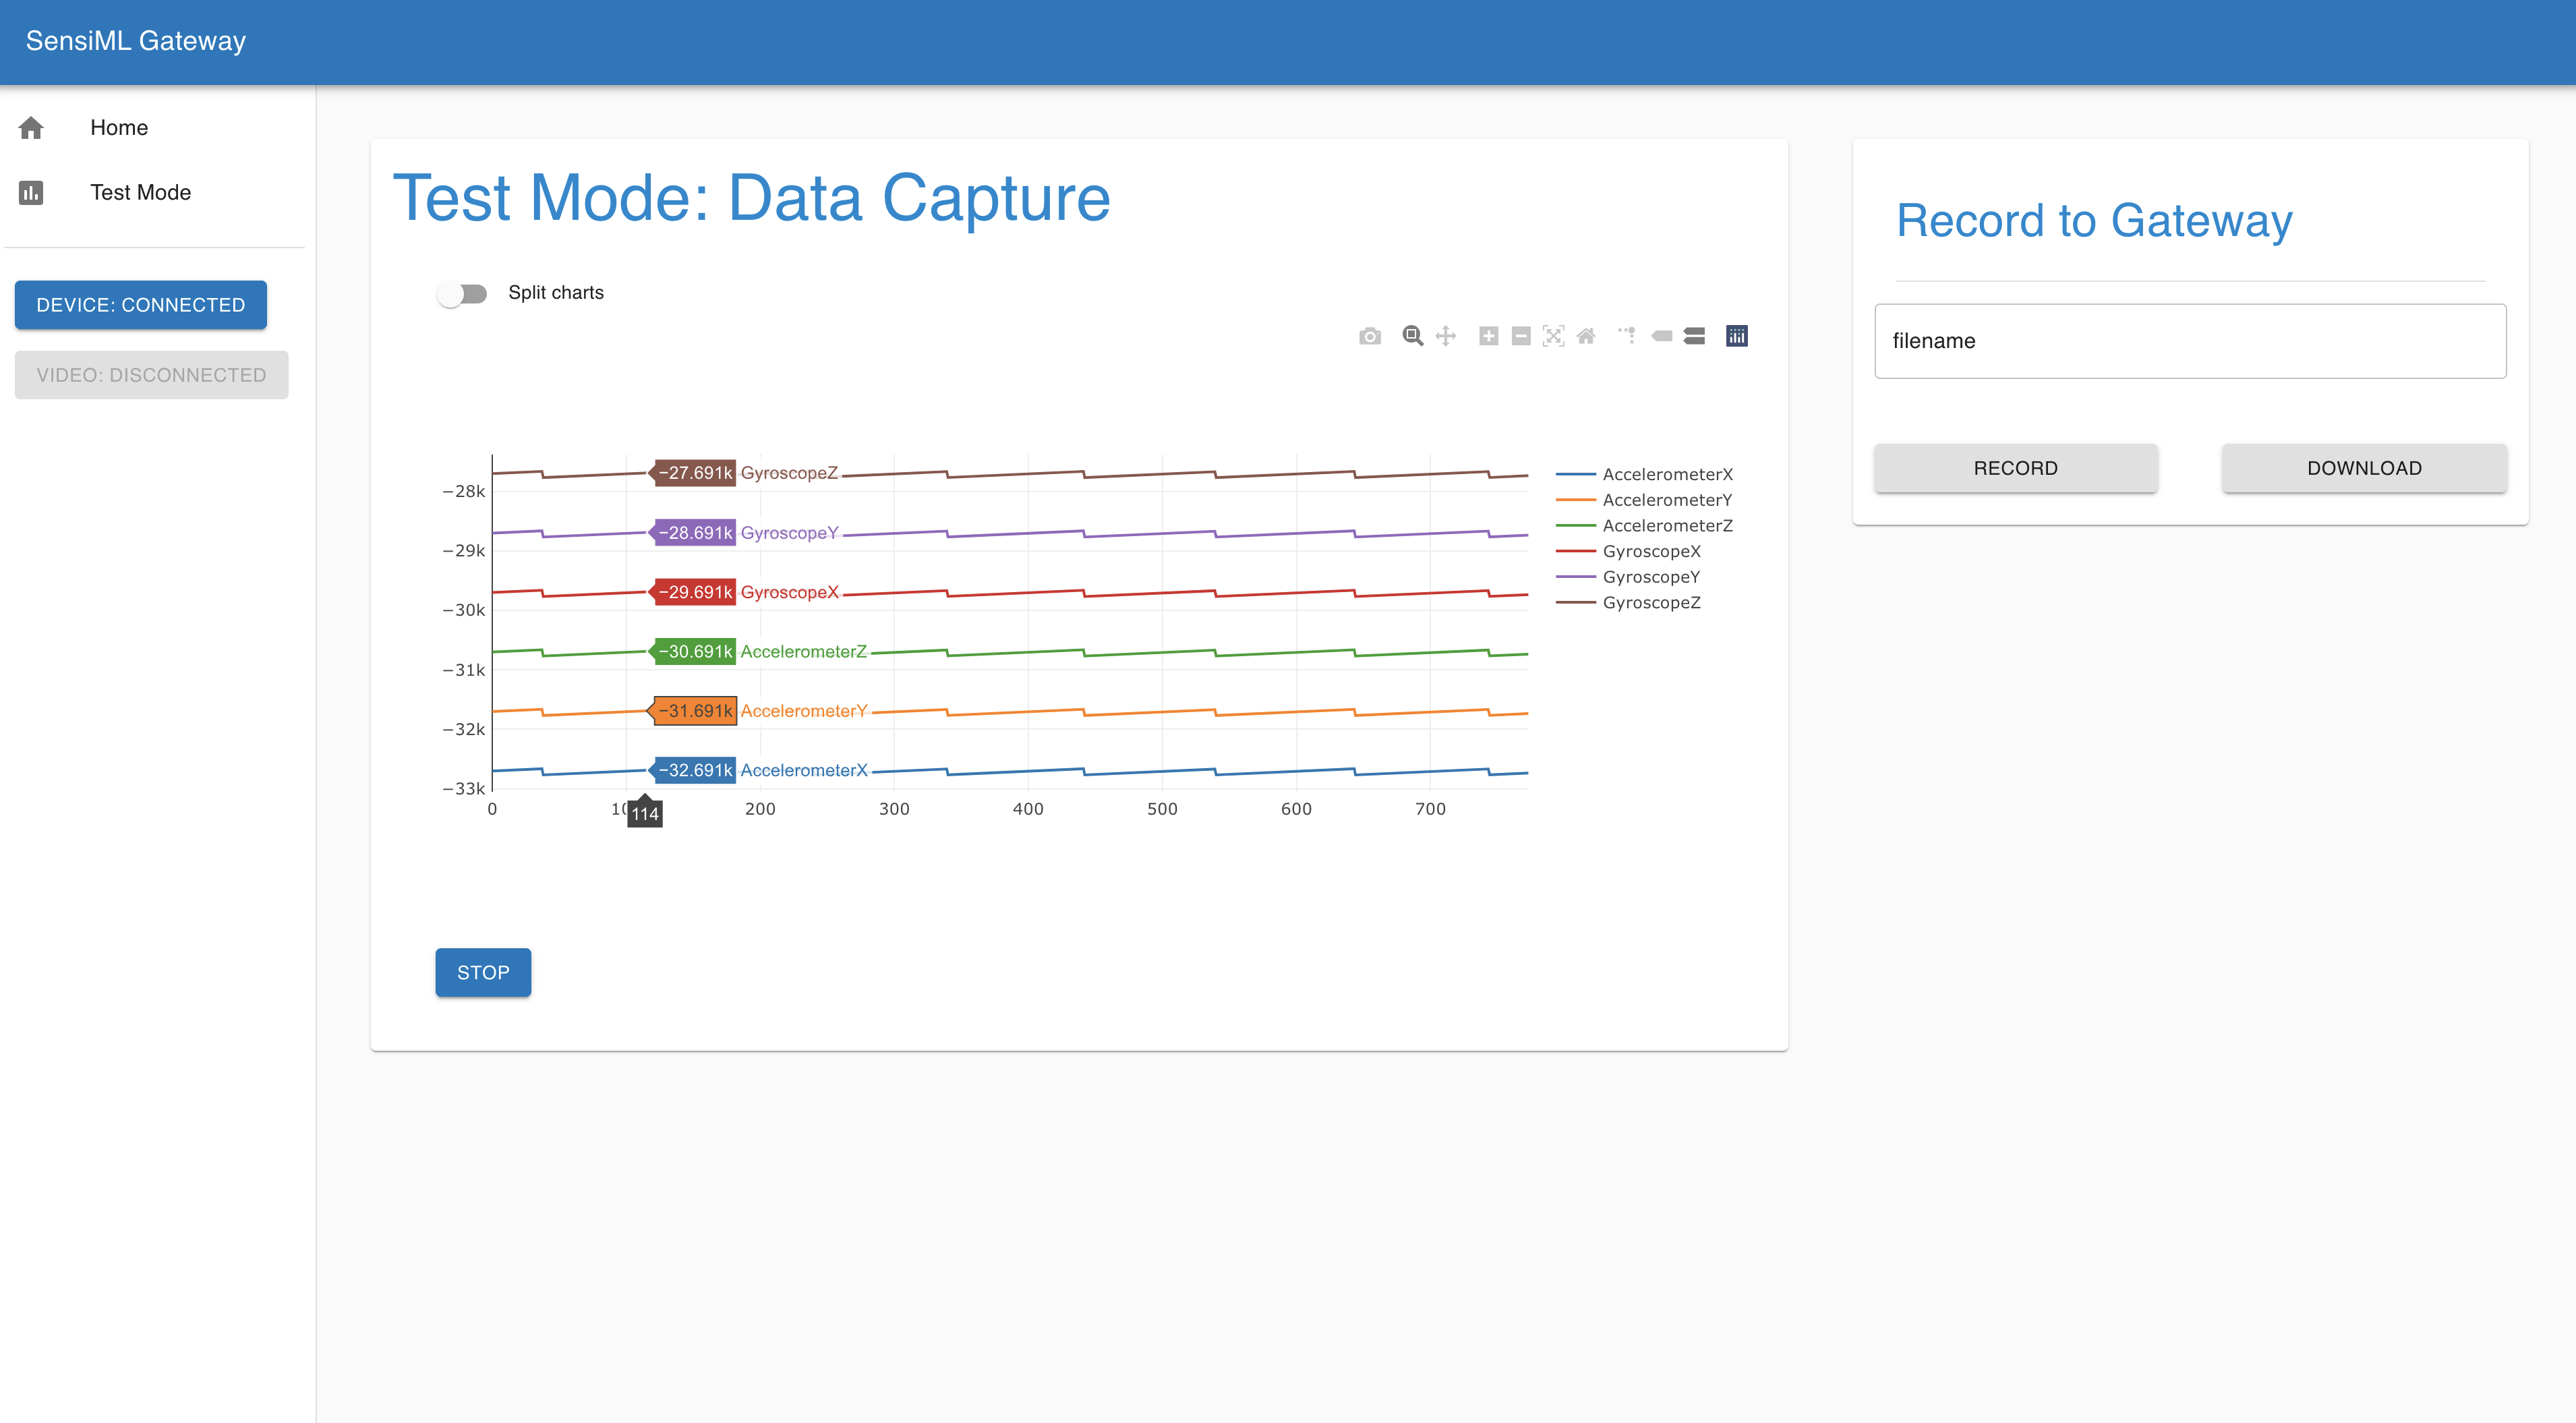 SensiML Gateway
Home
Test Mode
DEVICE: CONNECTED
VIDEO: DISCONNECTED
Test Mode: Data Capture
Split charts
−27.691k GyroscopeZ
−28k
−28.691k GyroscopeY
−29k
−29.691k GyroscopeX
−30k
−30.691k AccelerometerZ
−31k
−31.691k AccelerometerY
−32k
−32.691k AccelerometerX
−33k
0 114 200 300 400 500 600 700
AccelerometerX
AccelerometerY
AccelerometerZ
GyroscopeX
GyroscopeY
GyroscopeZ
STOP
Record to Gateway
filename
RECORD DOWNLOAD